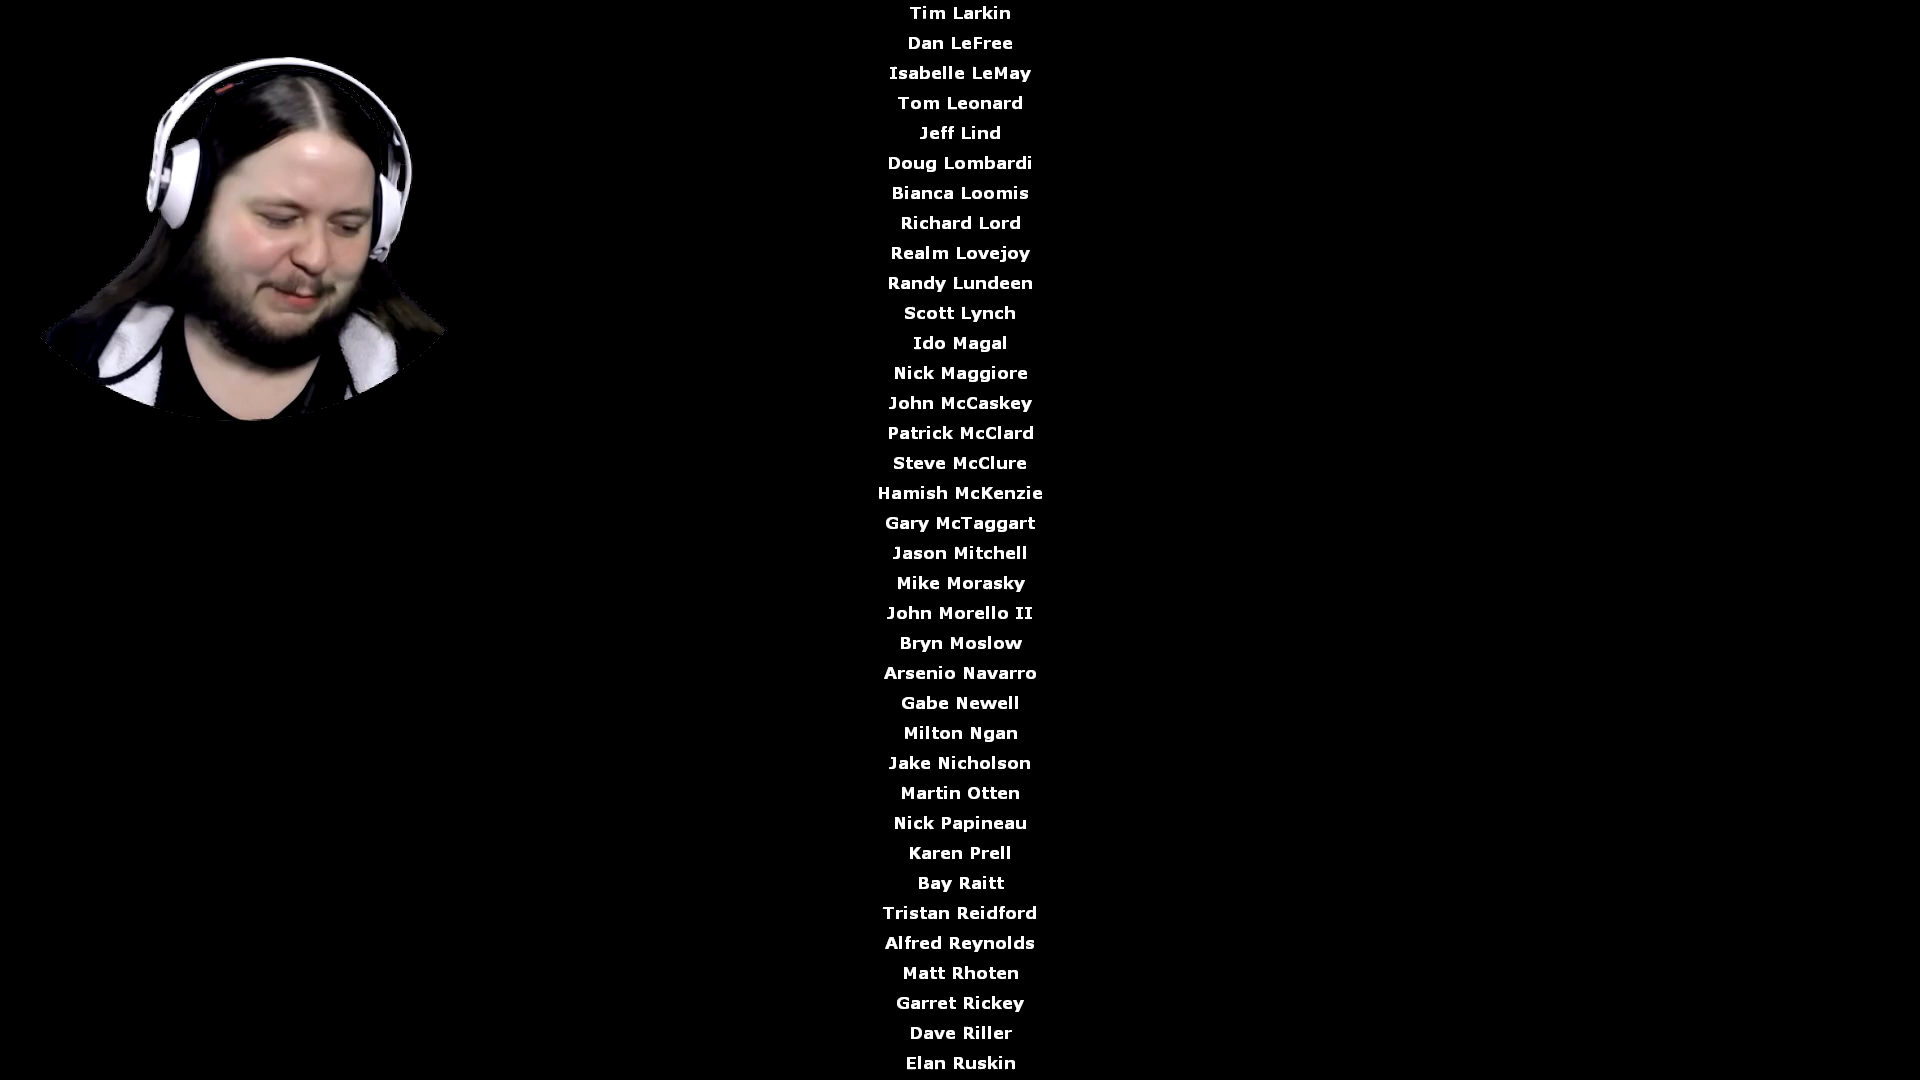 Tim Larkin
Dan LeFree
Isabelle LeMay
Tom Leonard
Jeff Lind
Doug Lombardi
Bianca Loomis
Richard Lord
Realm Lovejoy
Randy Lundeen
Scott Lynch
Ido Magal
Nick Maggiore
John McCaskey
Patrick McClard
Steve McClure
Hamish McKenzie
Gary McTaggart
Jason Mitchell
Mike Morasky
John Morello II
Bryn Moslow
Arsenio Navarro
Gabe Newell
Milton Ngan
Jake Nicholson
Martin Otten
Nick Papineau
Karen Prell
Bay Raitt
Tristan Reidford
Alfred Reynolds
Matt Rhoten
Garret Rickey
Dave Riller
Elan Ruskin